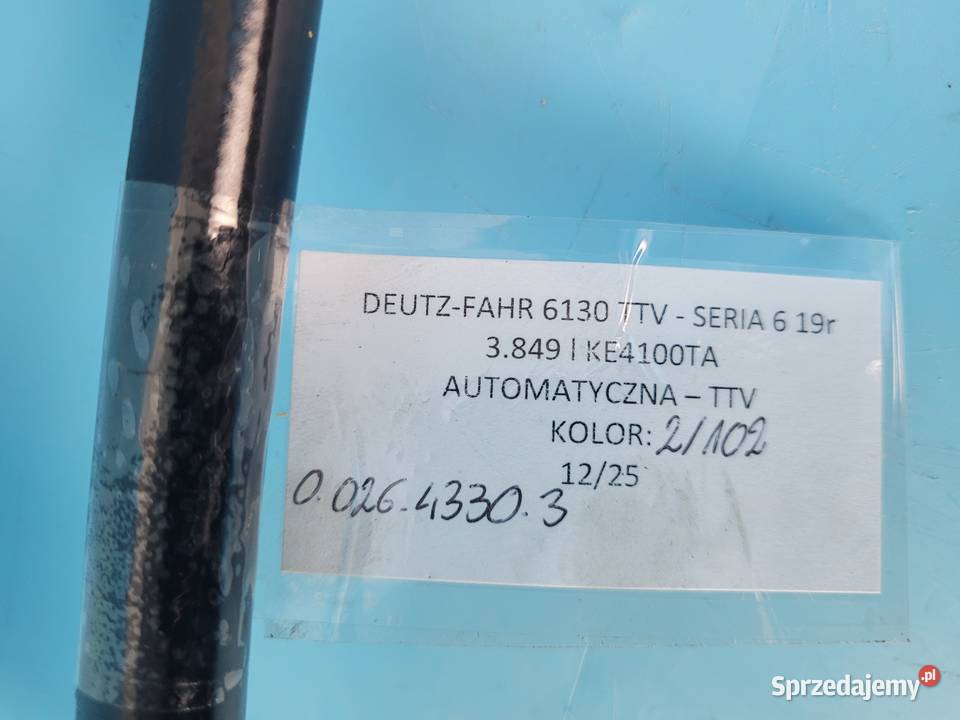 DEUTZ-FAHR 6130 TTV - SERIA 6 19r
3.849 l KE4100TA
AUTOMATYCZNA – TTV
KOLOR: 2/102
12/25
0.026.4330.3
Sprzedajemy.pl